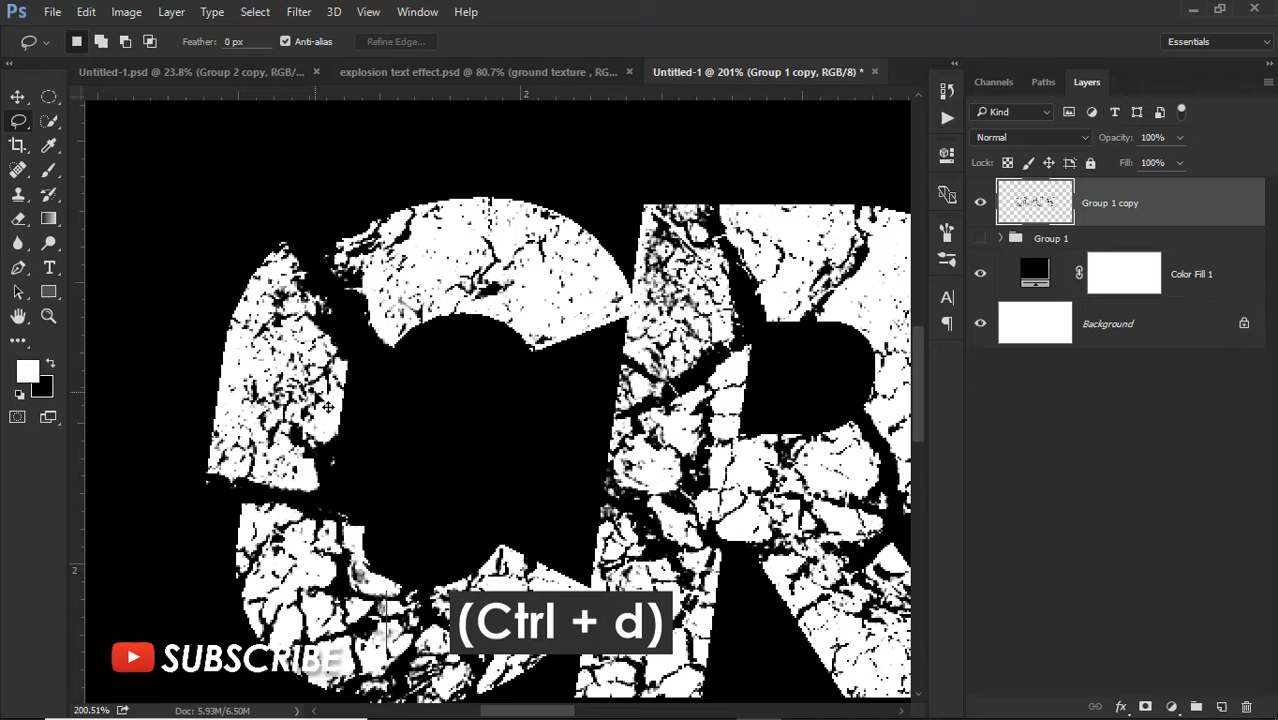 Ps File Edit Image Layer Type Select Filter 3D View Window Help
Feather: 0 px Anti-alias Refine Edge... Essentials
Untitled-1.psd @ 23.8% (Group 2 copy, RGB/... × explosion text effect.psd @ 80.7% (ground texture , RG... × Untitled-1 @ 201% (Group 1 copy, RGB/8) * ×
Channels Paths Layers
2
Kind
Normal Opacity: 100%
Lock: Fill: 100%
Group 1 copy
Group 1
Color Fill 1
Background
2
(Ctrl + d)
SUBSCRIBE
200.51% Doc: 5.93M/6.50M